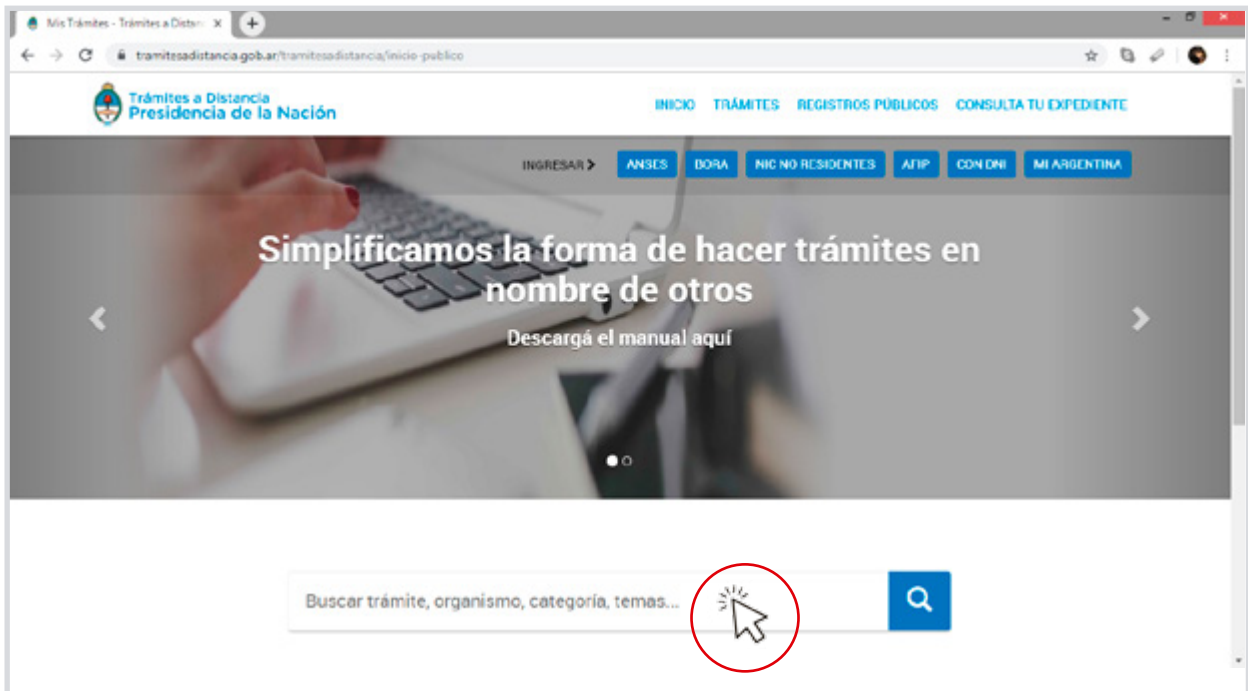 Mis Trámites - Trámites a Distan
tramitesadistancia.gob.ar/tramitesadistancia/inicio-publico
Trámites a Distancia
Presidencia de la Nación
INICIO TRÁMITES REGISTROS PÚBLICOS CONSULTA TU EXPEDIENTE
INGRESAR ANSES BORA NIC NO RESIDENTES AFIP CON DNI MI ARGENTINA
Simplificamos la forma de hacer trámites en
nombre de otros
Descargá el manual aquí
Buscar trámite, organismo, categoría, temas...